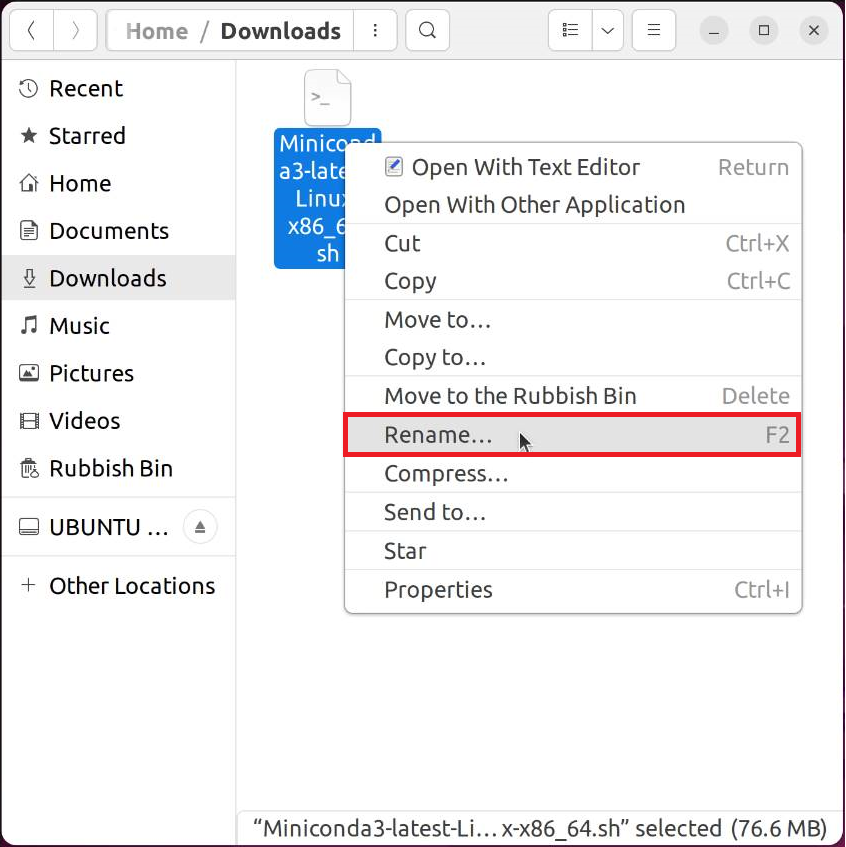 Home / Downloads
Recent
Starred
Home
Documents
Downloads
Music
Pictures
Videos
Rubbish Bin
UBUNTU ...
+ Other Locations
>_
Minicond
a3-late
Linux
x86_6
sh
Open With Text Editor Return
Open With Other Application
Cut Ctrl+X
Copy Ctrl+C
Move to...
Copy to...
Move to the Rubbish Bin Delete
Rename... F2
Compress...
Send to...
Star
Properties Ctrl+I
“Miniconda3-latest-Li...x-x86_64.sh” selected (76.6 MB)